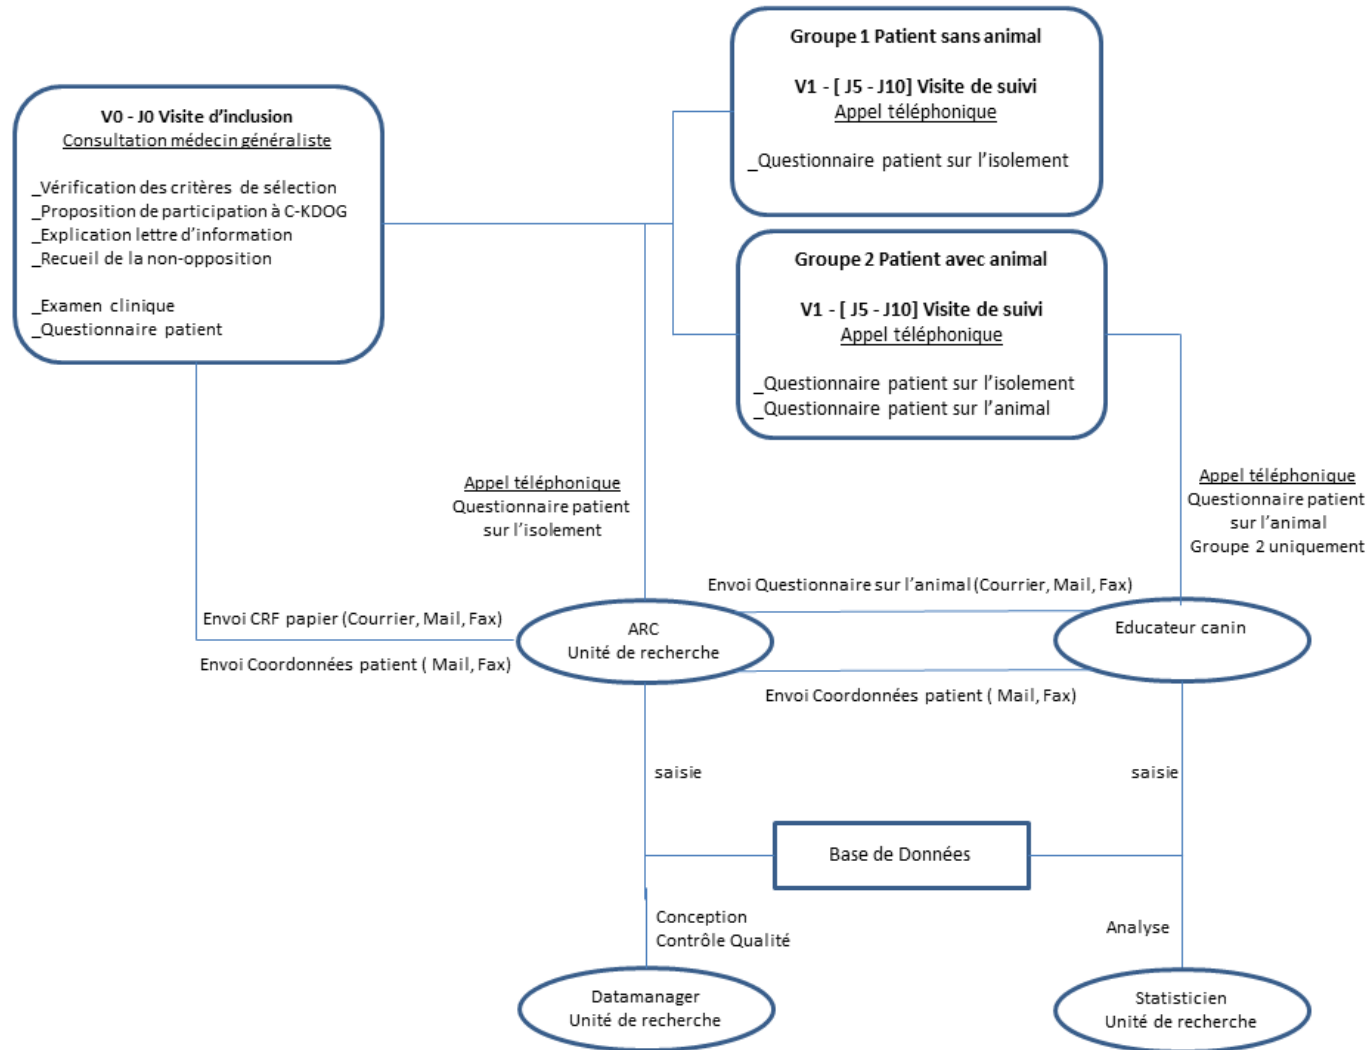 Groupe 1 Patient sans animal
V1 - [ J5 - J10] Visite de suivi
Appel téléphonique
_Questionnaire patient sur l'isolement
V0 - J0 Visite d'inclusion
Consultation médecin généraliste
_Vérification des critères de sélection
_Proposition de participation à C-KDOG
_Explication lettre d'information
_Recueil de la non-opposition
_Examen clinique
_Questionnaire patient
Groupe 2 Patient avec animal
V1 - [ J5 - J10] Visite de suivi
Appel téléphonique
_Questionnaire patient sur l'isolement
_Questionnaire patient sur l'animal
Appel téléphonique
Questionnaire patient
sur l'isolement
Appel téléphonique
Questionnaire patient
sur l'animal
Groupe 2 uniquement
Envoi CRF papier (Courrier, Mail, Fax)
Envoi Coordonnées patient ( Mail, Fax)
ARC
Unité de recherche
Envoi Questionnaire sur l'animal (Courrier, Mail, Fax)
Envoi Coordonnées patient ( Mail, Fax)
Educateur canin
saisie
saisie
Base de Données
Conception
Contrôle Qualité
Analyse
Datamanager
Unité de recherche
Statisticien
Unité de recherche